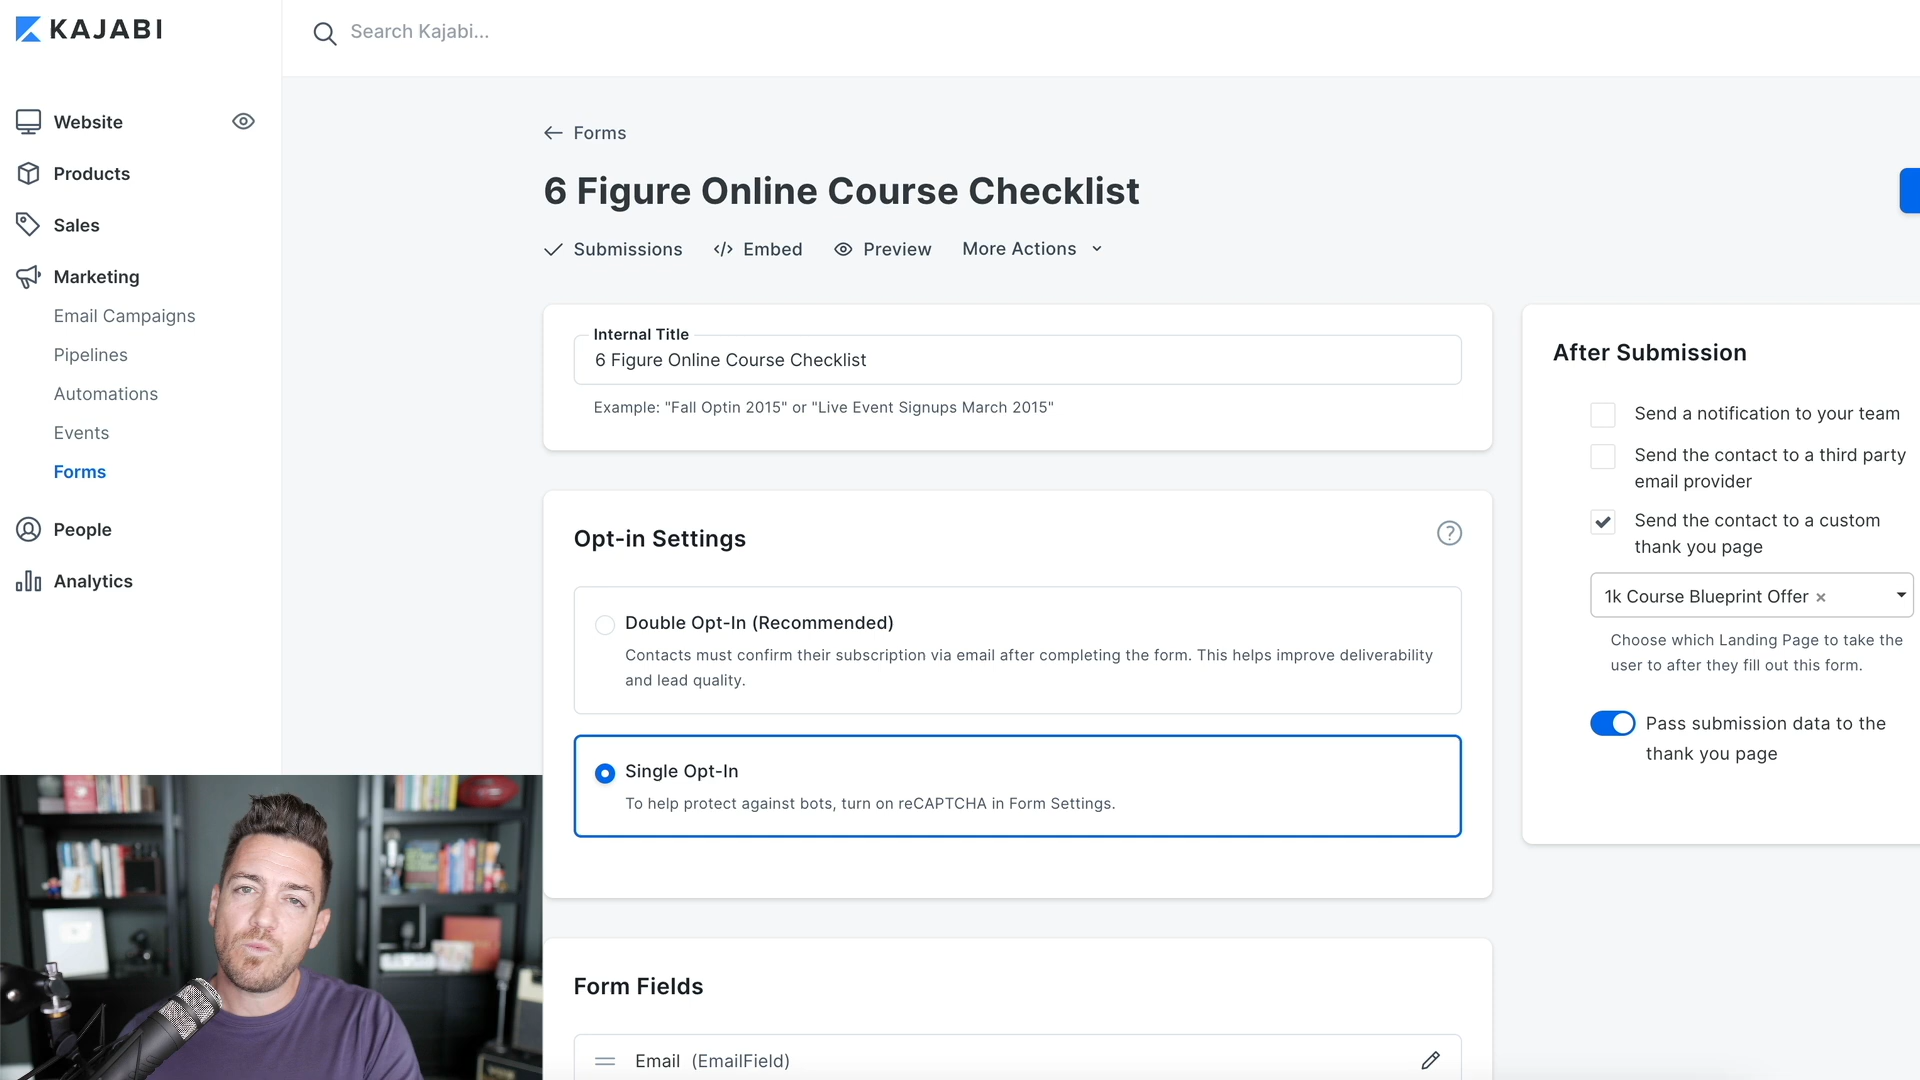 KAJABI
Search Kajabi...
Website
Products
Sales
Marketing
Email Campaigns
Pipelines
Automations
Events
Forms
People
Analytics
Forms
6 Figure Online Course Checklist
Submissions
</> Embed
Preview
More Actions
Internal Title
6 Figure Online Course Checklist
Example: "Fall Optin 2015" or "Live Event Signups March 2015"
Opt-in Settings
?
Double Opt-In (Recommended)
Contacts must confirm their subscription via email after completing the form. This helps improve deliverability
and lead quality.
Single Opt-In
To help protect against bots, turn on reCAPTCHA in Form Settings.
Form Fields
Email (EmailField)
After Submission
Send a notification to your team
Send the contact to a third party
email provider
Send the contact to a custom
thank you page
1k Course Blueprint Offer ×
Choose which Landing Page to take the
user to after they fill out this form.
Pass submission data to the
thank you page